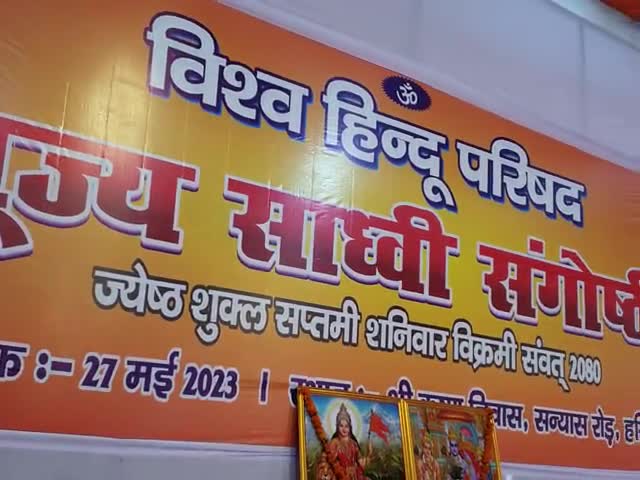 ॐ
विश्व हिन्दू परिषद
पूज्य साध्वी संगोष्ठी
ज्येष्ठ शुक्ल सप्तमी शनिवार विक्रमी संवत् 2080
:- 27 मई 2023 । स्थान :- श्री कृष्ण निवास, सन्यास रोड़,